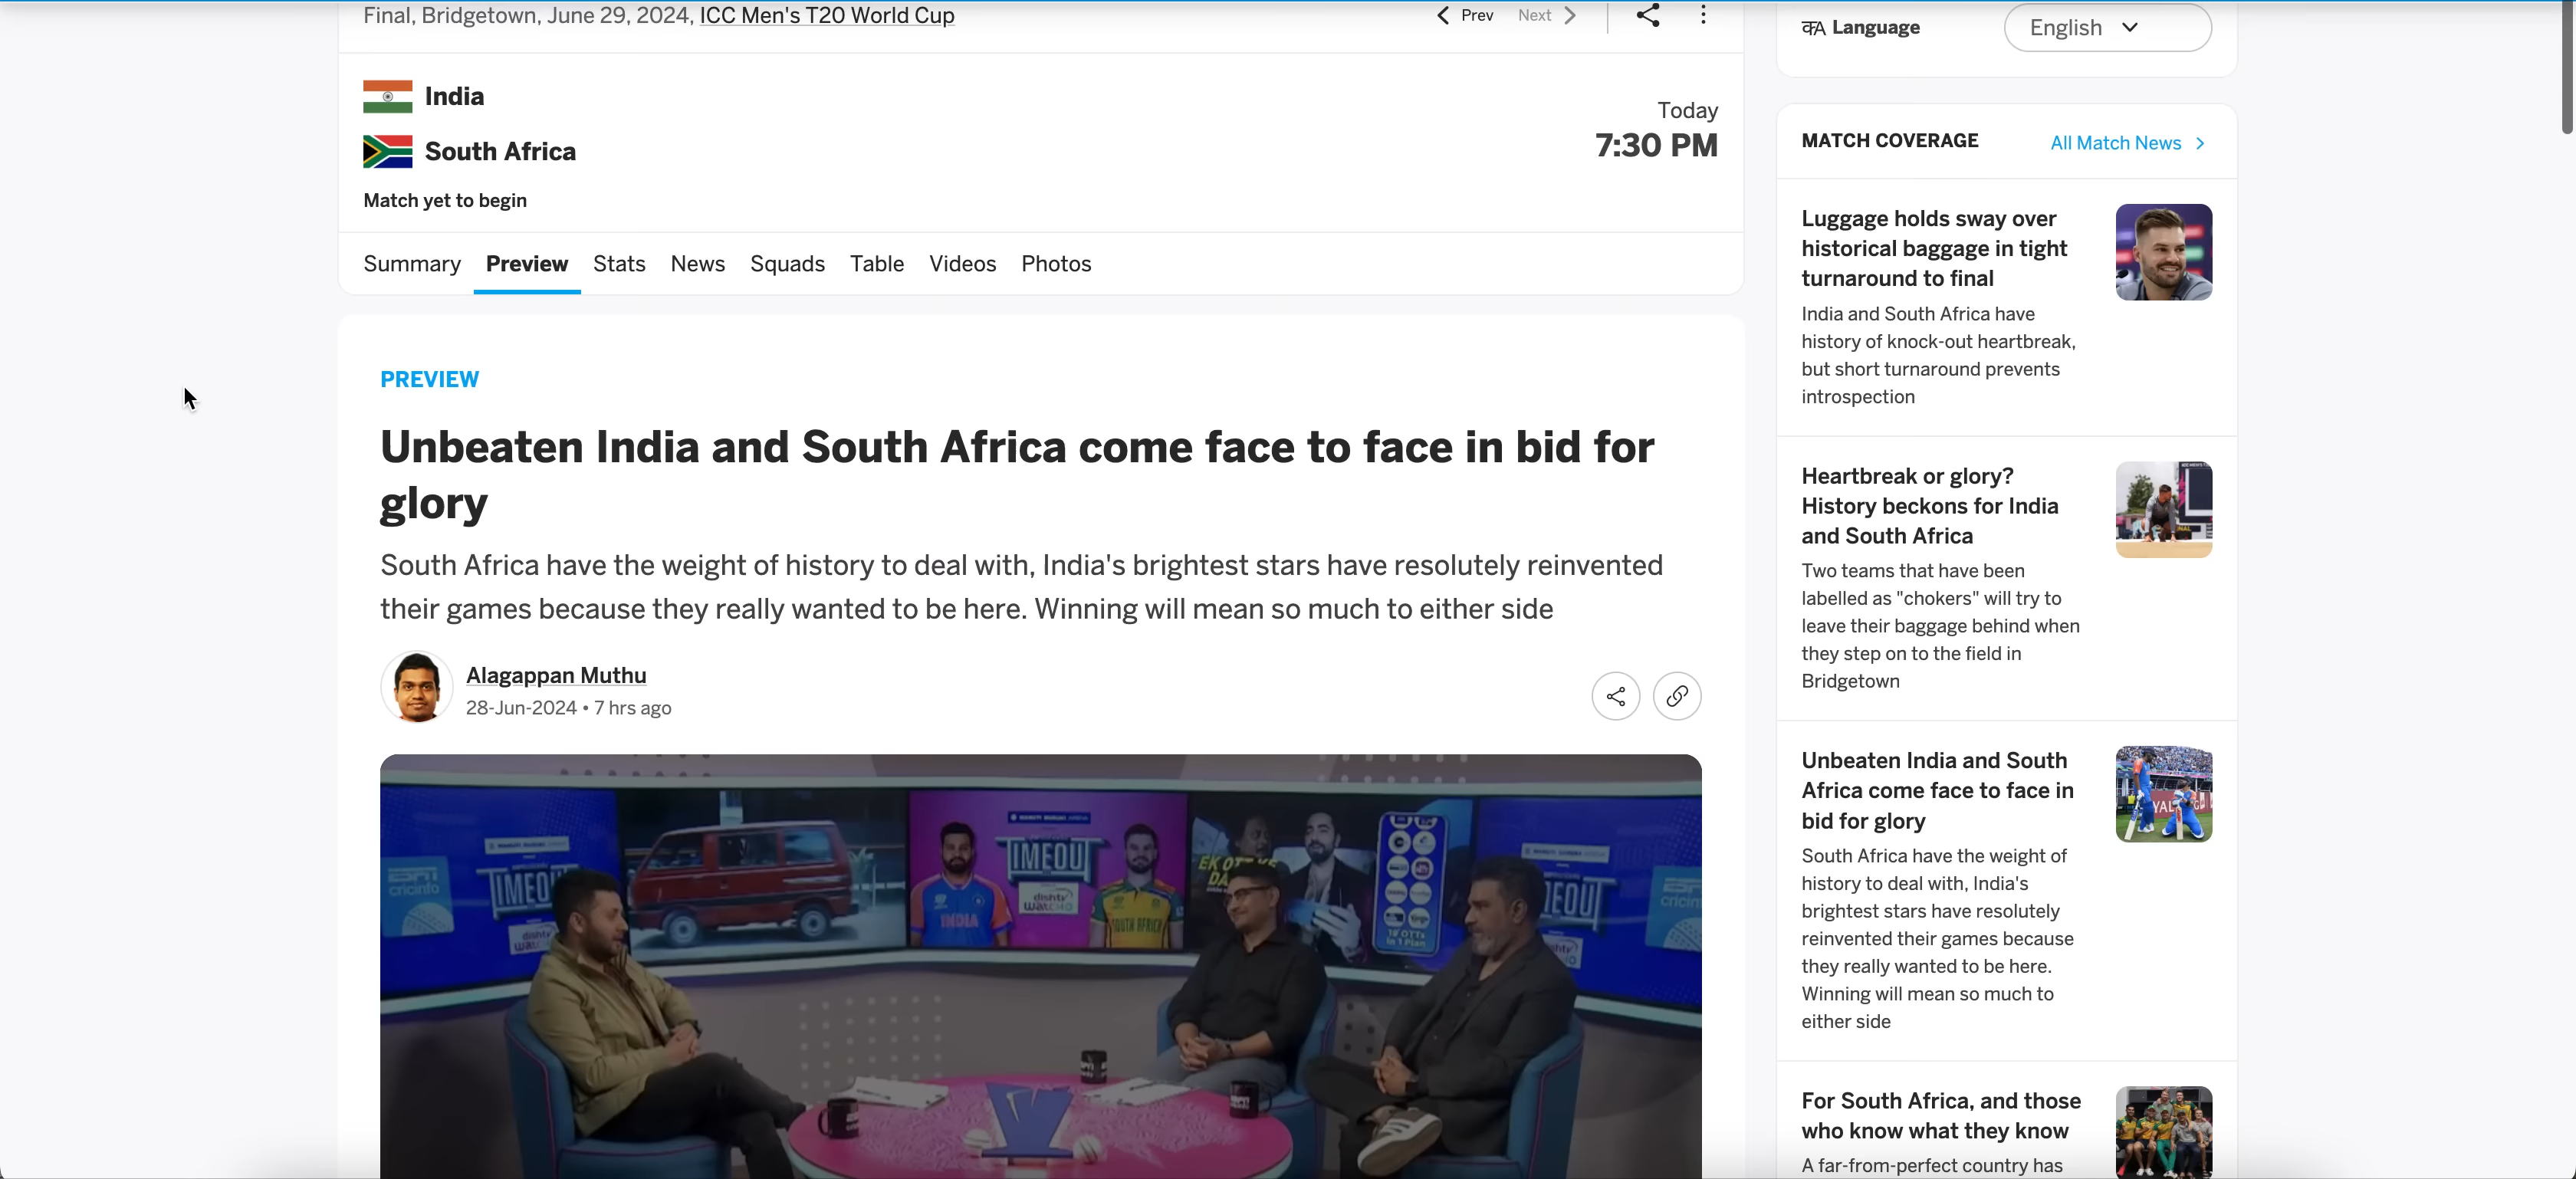 Final, Bridgetown, June 29, 2024, ICC Men's T20 World Cup
Prev
Next
India
South Africa
Match yet to begin
Today
7:30 PM
Summary
Preview
Stats
News
Squads
Table
Videos
Photos
PREVIEW
Unbeaten India and South Africa come face to face in bid for
glory
South Africa have the weight of history to deal with, India's brightest stars have resolutely reinvented
their games because they really wanted to be here. Winning will mean so much to either side
Alagappan Muthu
28-Jun-2024 • 7 hrs ago
cricinfo
TIMEOUT
INDIA
SOUTH AFRICA
Language
English
MATCH COVERAGE
All Match News
Luggage holds sway over
historical baggage in tight
turnaround to final
India and South Africa have
history of knock-out heartbreak,
but short turnaround prevents
introspection
Heartbreak or glory?
History beckons for India
and South Africa
Two teams that have been
labelled as "chokers" will try to
leave their baggage behind when
they step on to the field in
Bridgetown
Unbeaten India and South
Africa come face to face in
bid for glory
South Africa have the weight of
history to deal with, India's
brightest stars have resolutely
reinvented their games because
they really wanted to be here.
Winning will mean so much to
either side
For South Africa, and those
who know what they know
A far-from-perfect country has